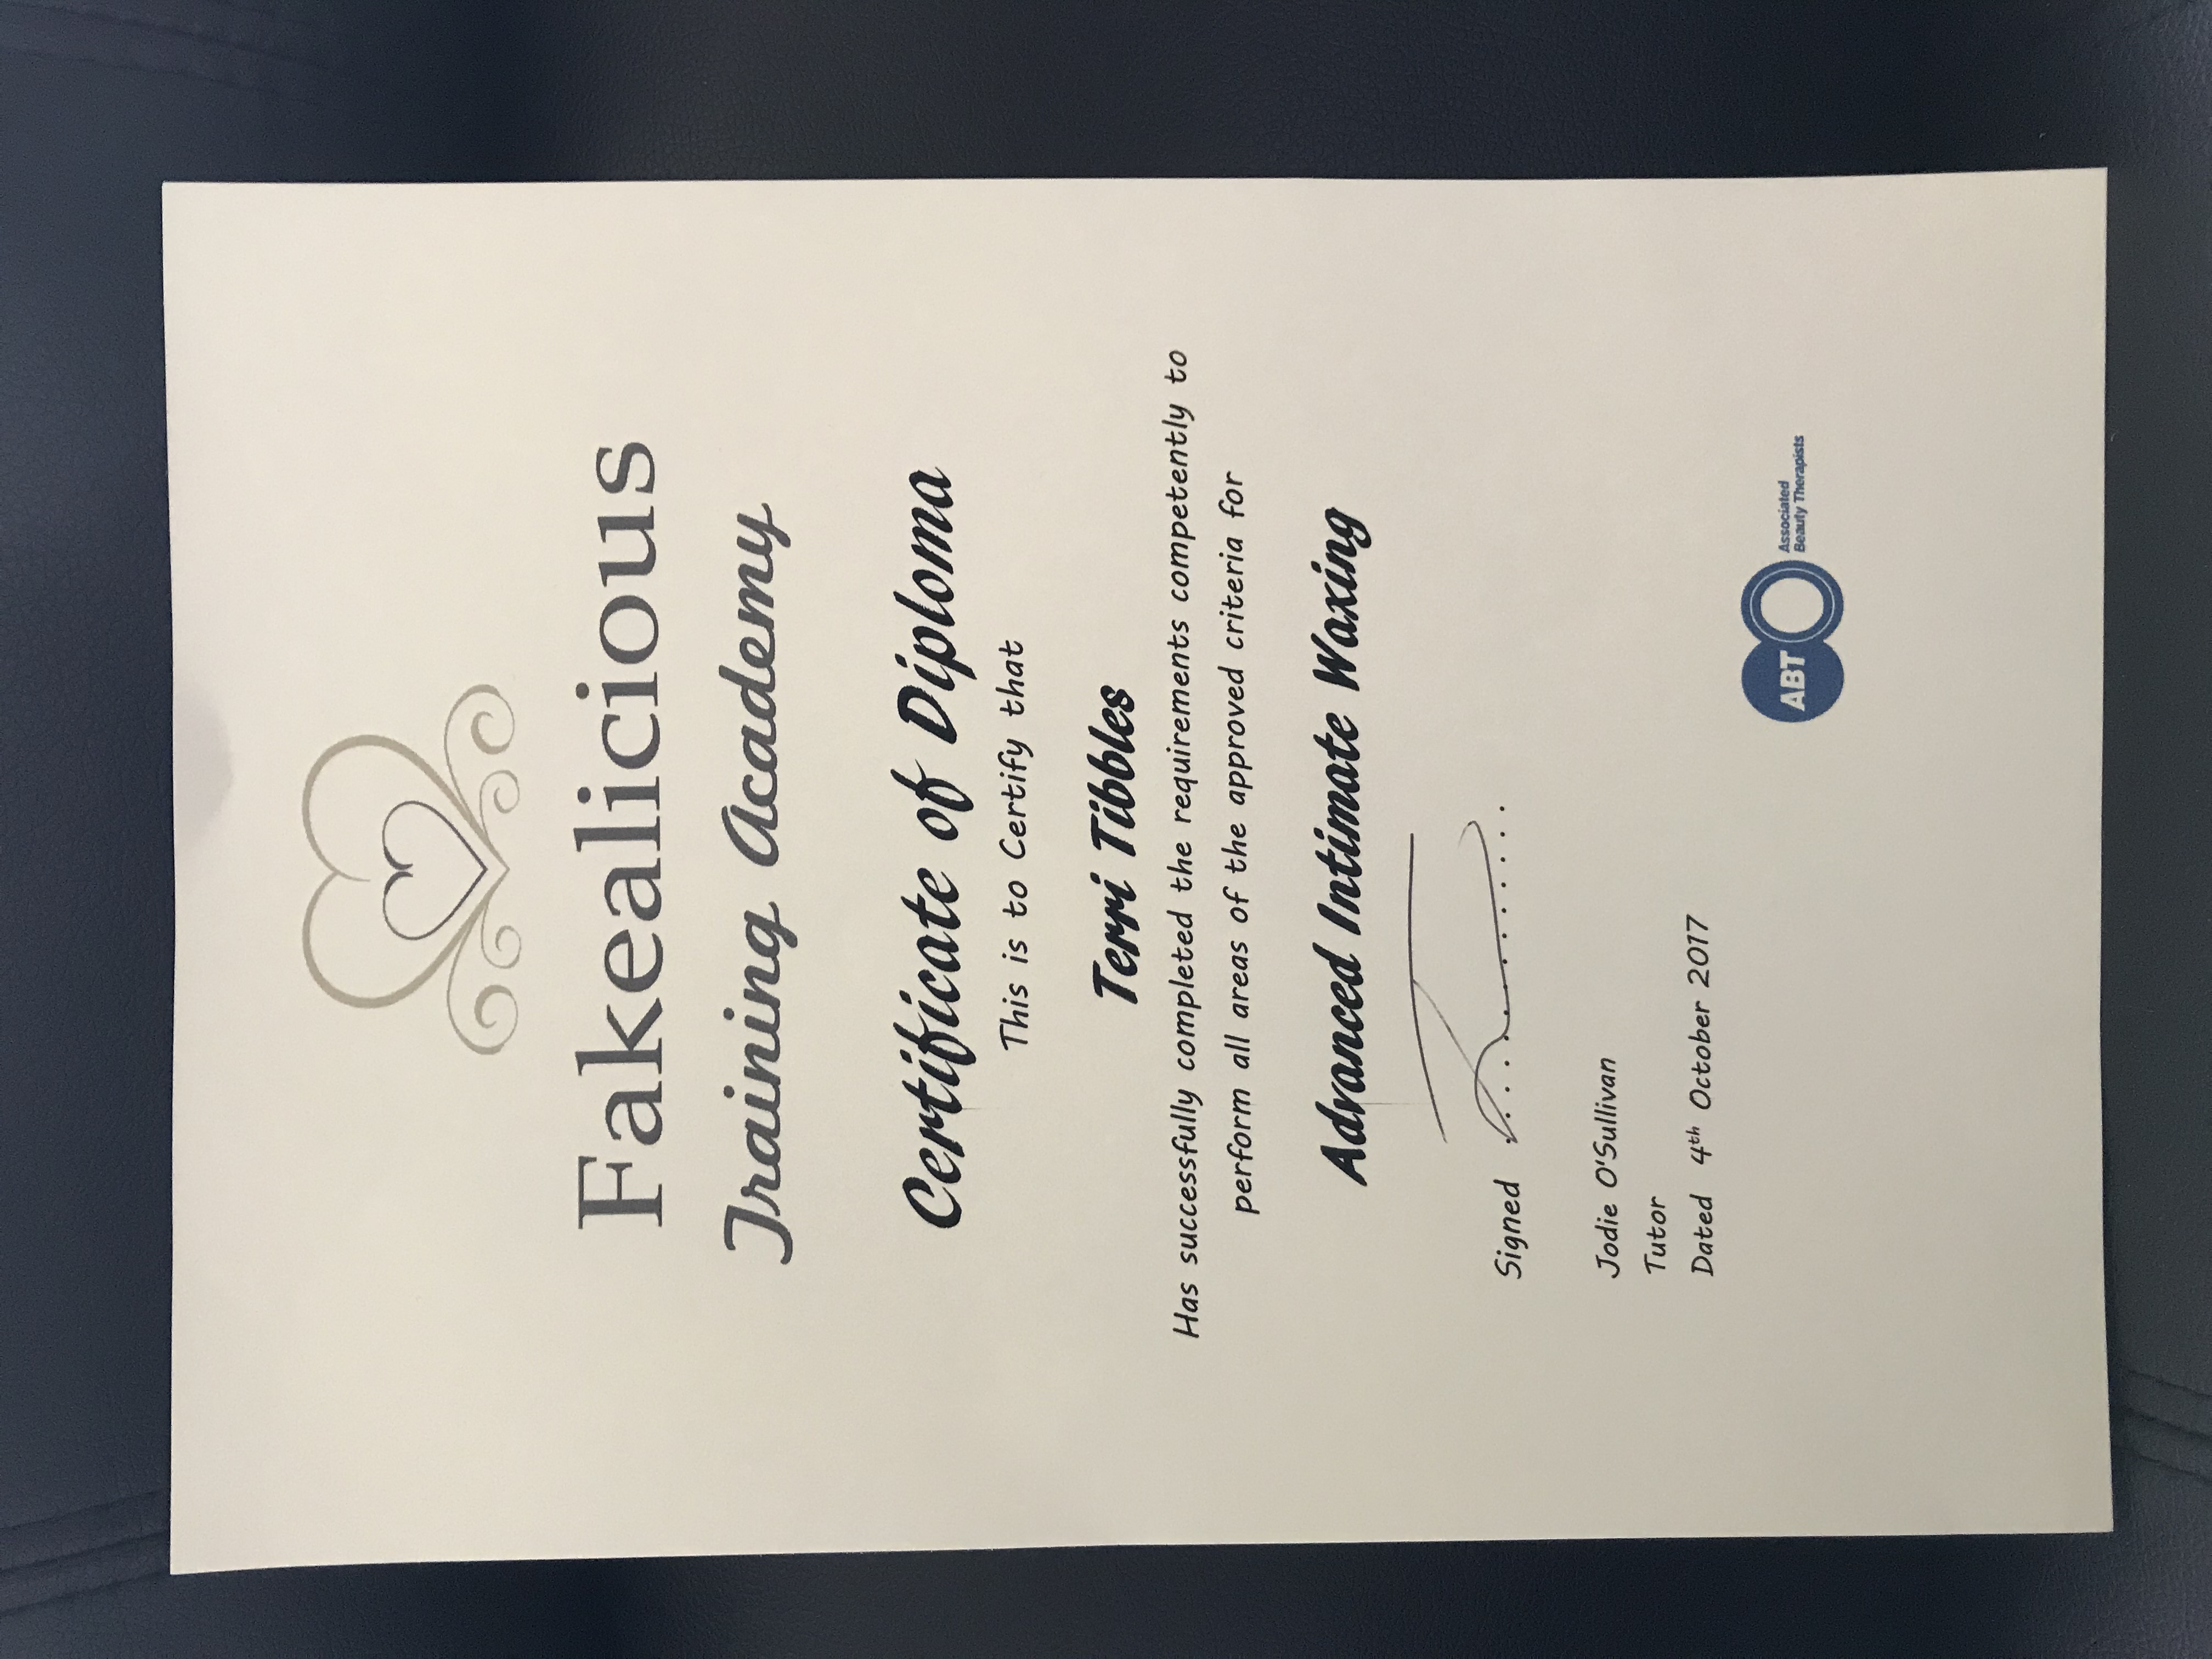 Fakealicious
Training Academy
Certificate of Diploma
This is to Certify that
Terri Tibbles
Has successfully completed the requirements competently to
perform all areas of the approved criteria for
Advanced Intimate Waxing
Signed ..............
Jodie O'Sullivan
Tutor
Dated 4th October 2017
ABT
Associated
Beauty Therapists